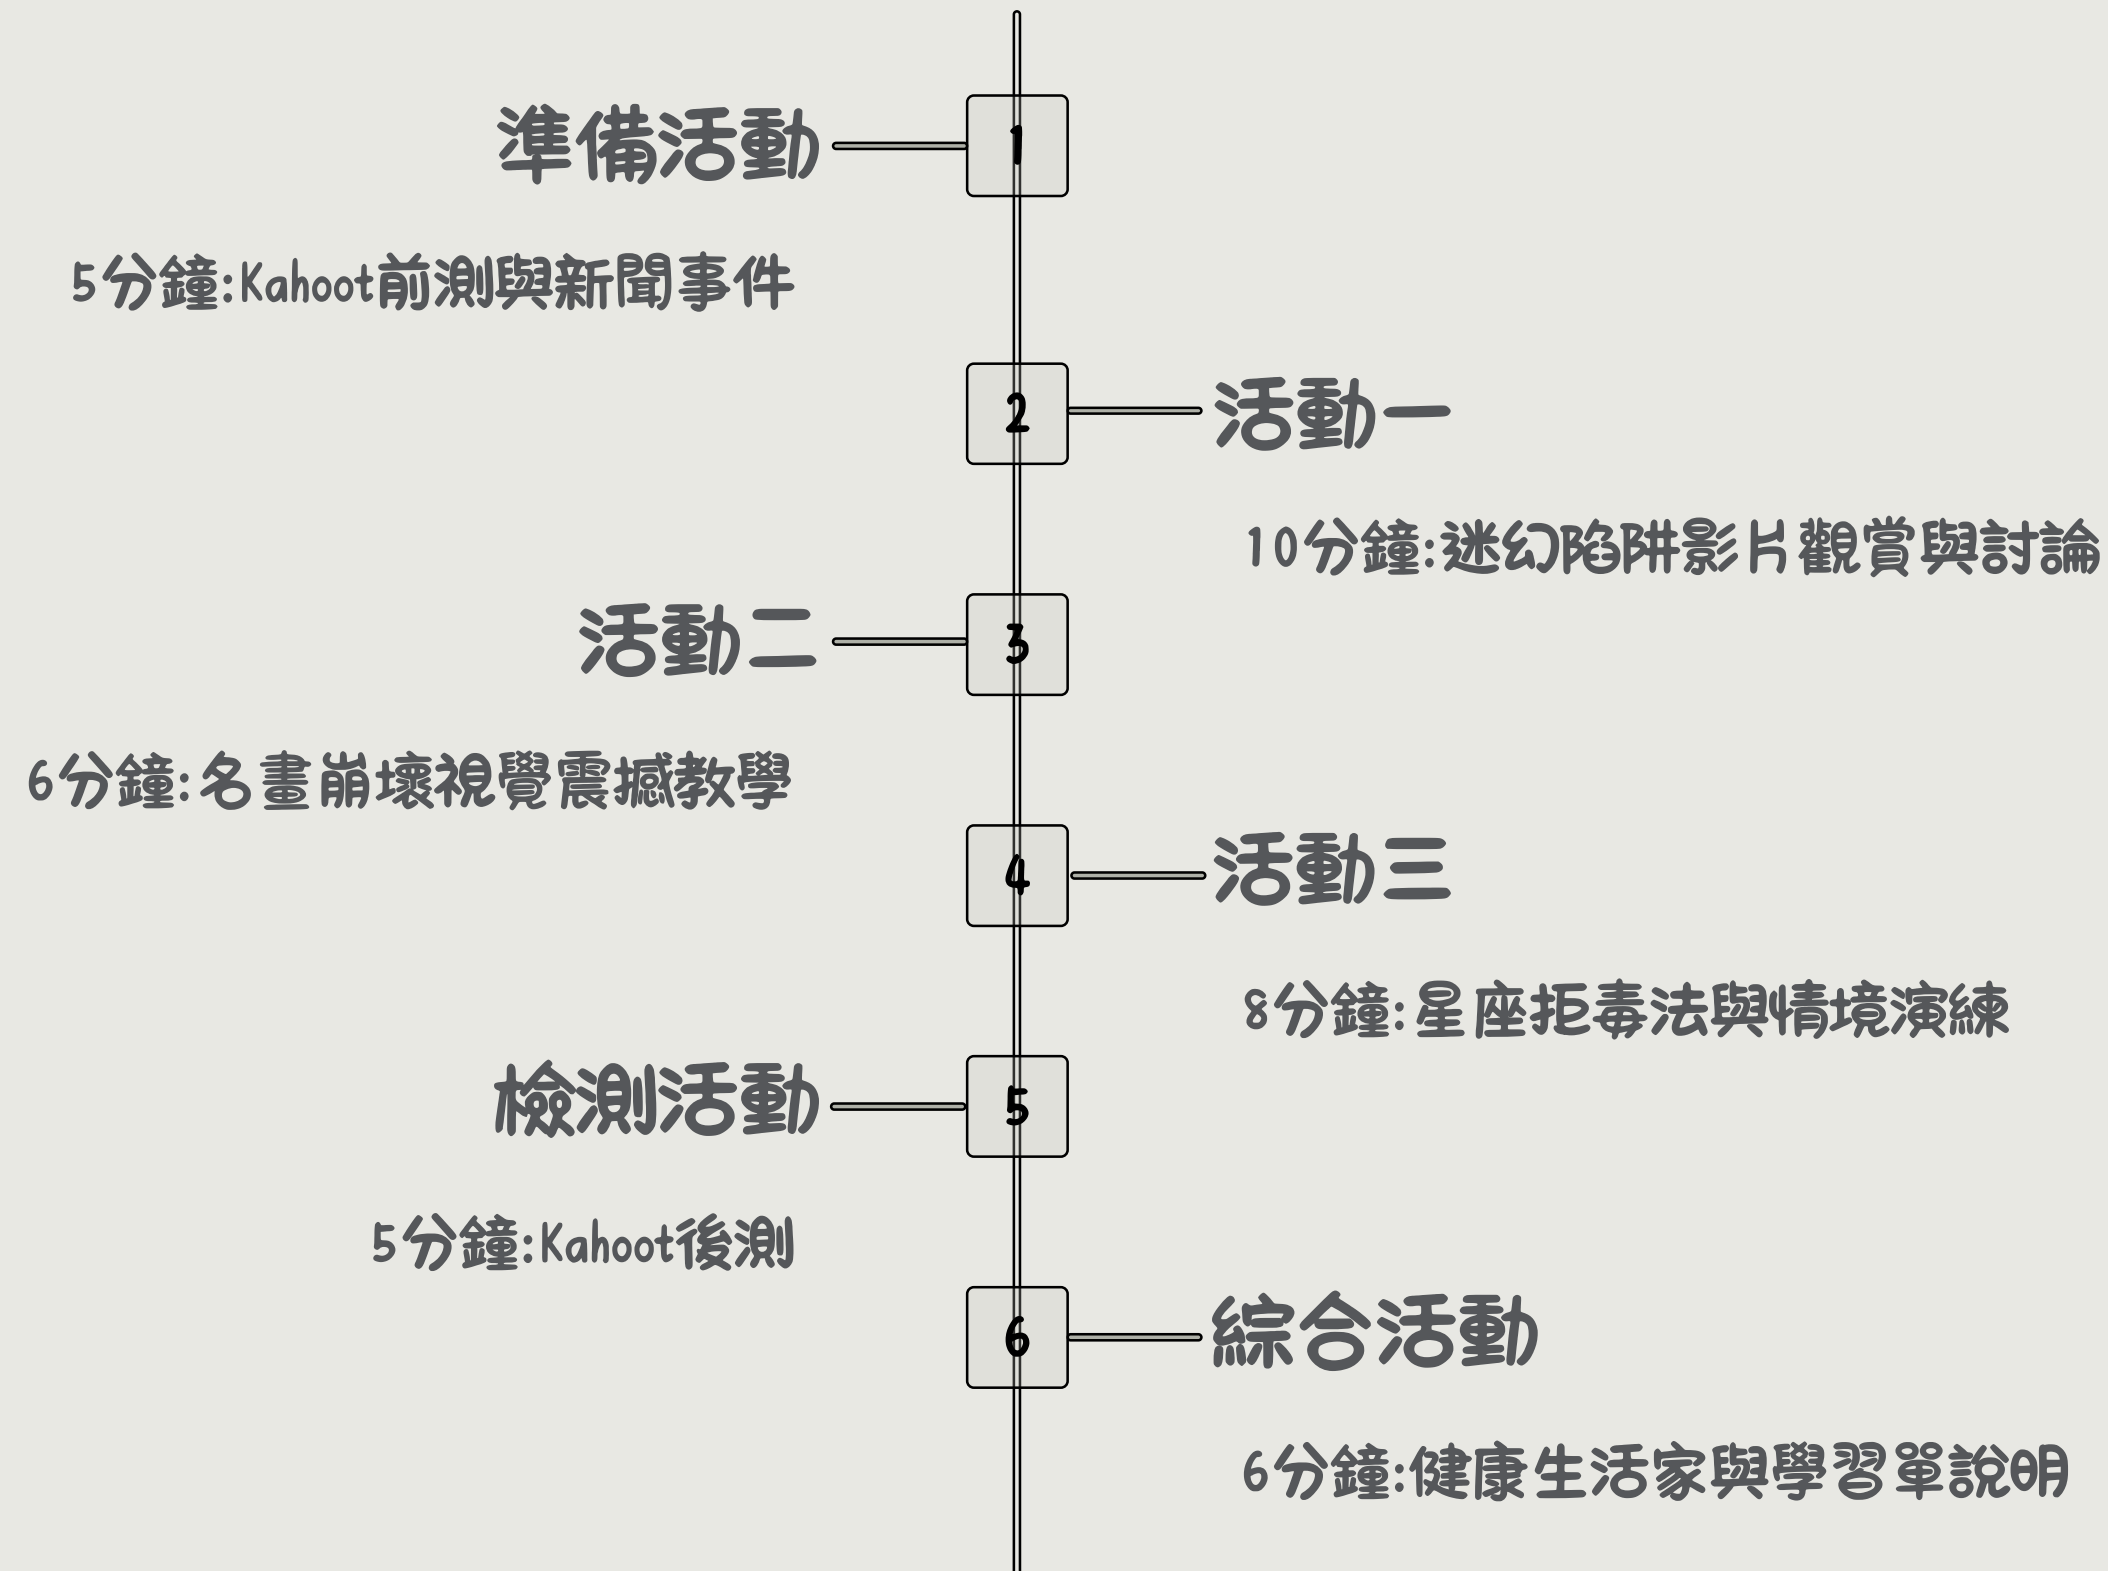 準備活動
1
5分鐘:Kahoot前測與新聞事件
2
活動一
10分鐘:迷幻陷阱影片觀賞與討論
活動二
3
6分鐘:名畫崩壞視覺震撼教學
4
活動三
8分鐘:星座拒毒法與情境演練
檢測活動
5
5分鐘:Kahoot後測
6
綜合活動
6分鐘:健康生活家與學習單說明